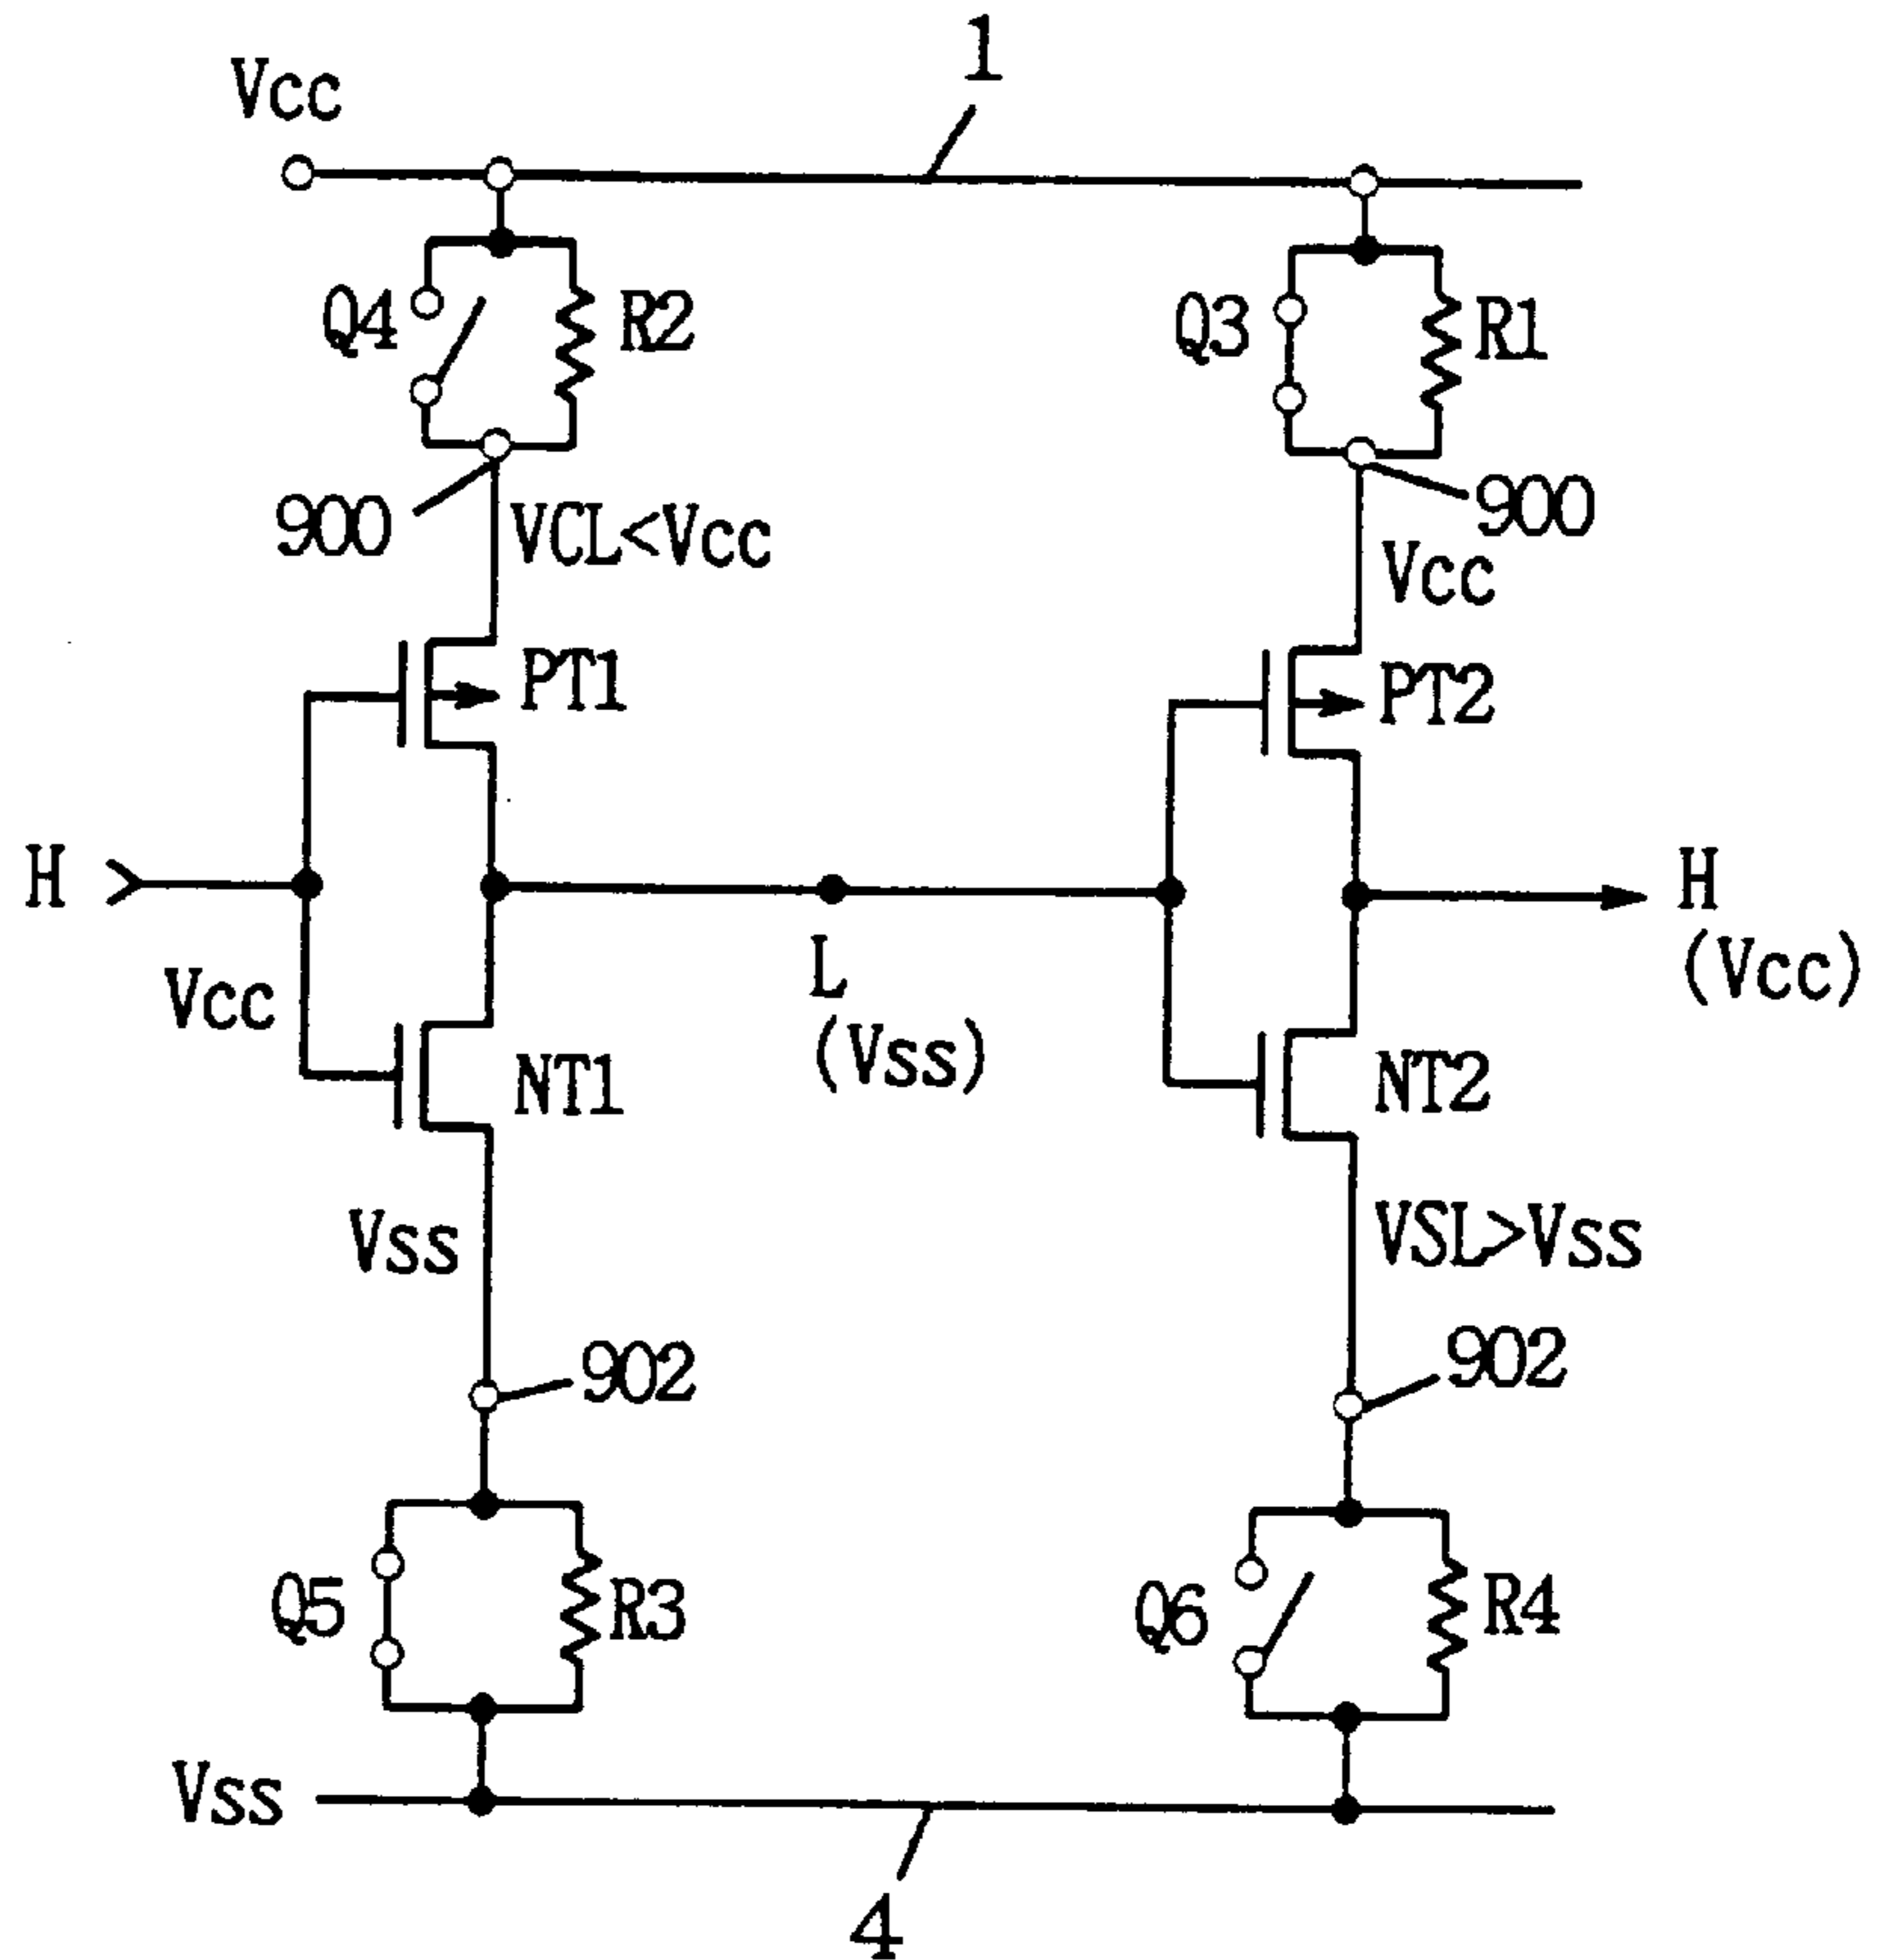 1
Vcc
Q4
R2
Q3
R1
900
VCL<Vcc
900
Vcc
PT1
PT2
H
H
(Vcc)
Vcc
L
(Vss)
NT1
NT2
Vss
VSL>Vss
902
902
Q5
R3
Q6
R4
Vss
4